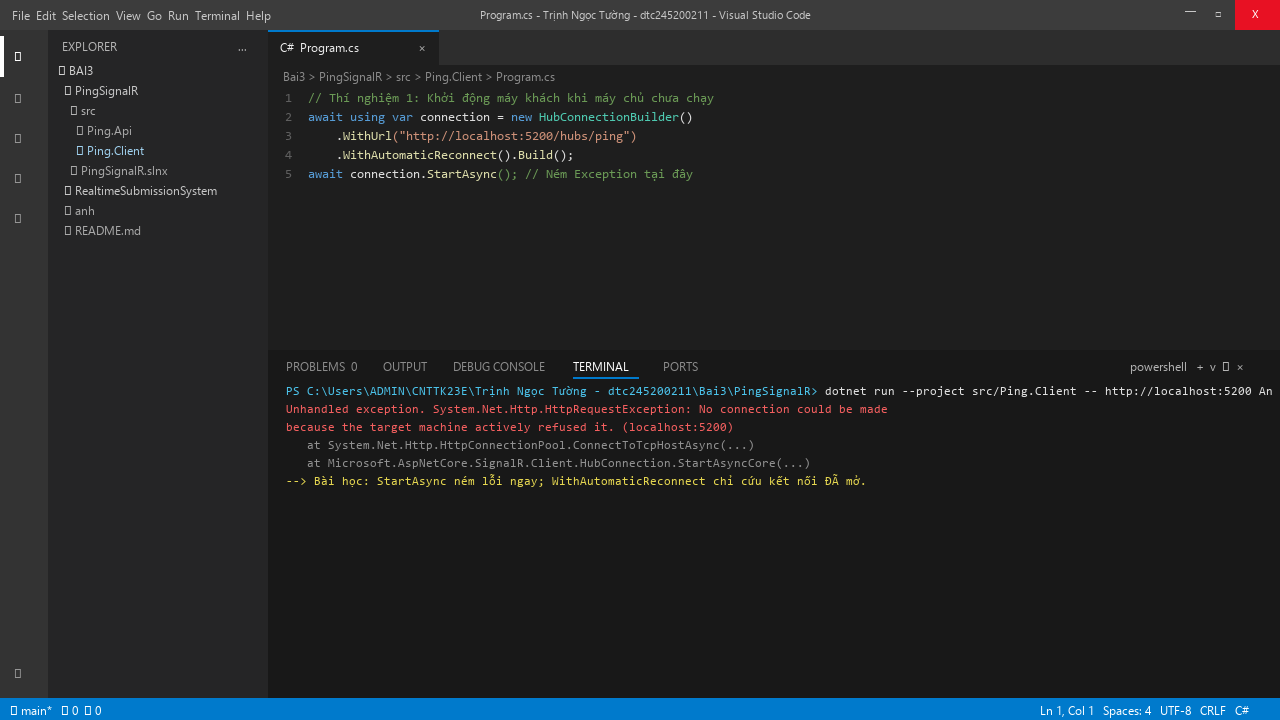 File Edit Selection View Go Run Terminal Help
Program.cs - Trịnh Ngọc Tường - dtc245200211 - Visual Studio Code
X
EXPLORER ...
BAI3
PingSignalR
src
Ping.Api
Ping.Client
PingSignalR.slnx
RealtimeSubmissionSystem
anh
README.md
C# Program.cs ×
Bai3 > PingSignalR > src > Ping.Client > Program.cs
1 // Thí nghiệm 1: Khởi động máy khách khi máy chủ chưa chạy
2 await using var connection = new HubConnectionBuilder()
3 .WithUrl("http://localhost:5200/hubs/ping")
4 .WithAutomaticReconnect().Build();
5 await connection.StartAsync(); // Ném Exception tại đây
PROBLEMS 0 OUTPUT DEBUG CONSOLE TERMINAL PORTS powershell + v ×
PS C:\Users\ADMIN\CNTTK23E\Trịnh Ngọc Tường - dtc245200211\Bai3\PingSignalR> dotnet run --project src/Ping.Client -- http://localhost:5200 An
Unhandled exception. System.Net.Http.HttpRequestException: No connection could be made
because the target machine actively refused it. (localhost:5200)
at System.Net.Http.HttpConnectionPool.ConnectToTcpHostAsync(...)
at Microsoft.AspNetCore.SignalR.Client.HubConnection.StartAsyncCore(...)
--> Bài học: StartAsync ném lỗi ngay; WithAutomaticReconnect chỉ cứu kết nối ĐÃ mở.
main* 0 0
Ln 1, Col 1 Spaces: 4 UTF-8 CRLF C#